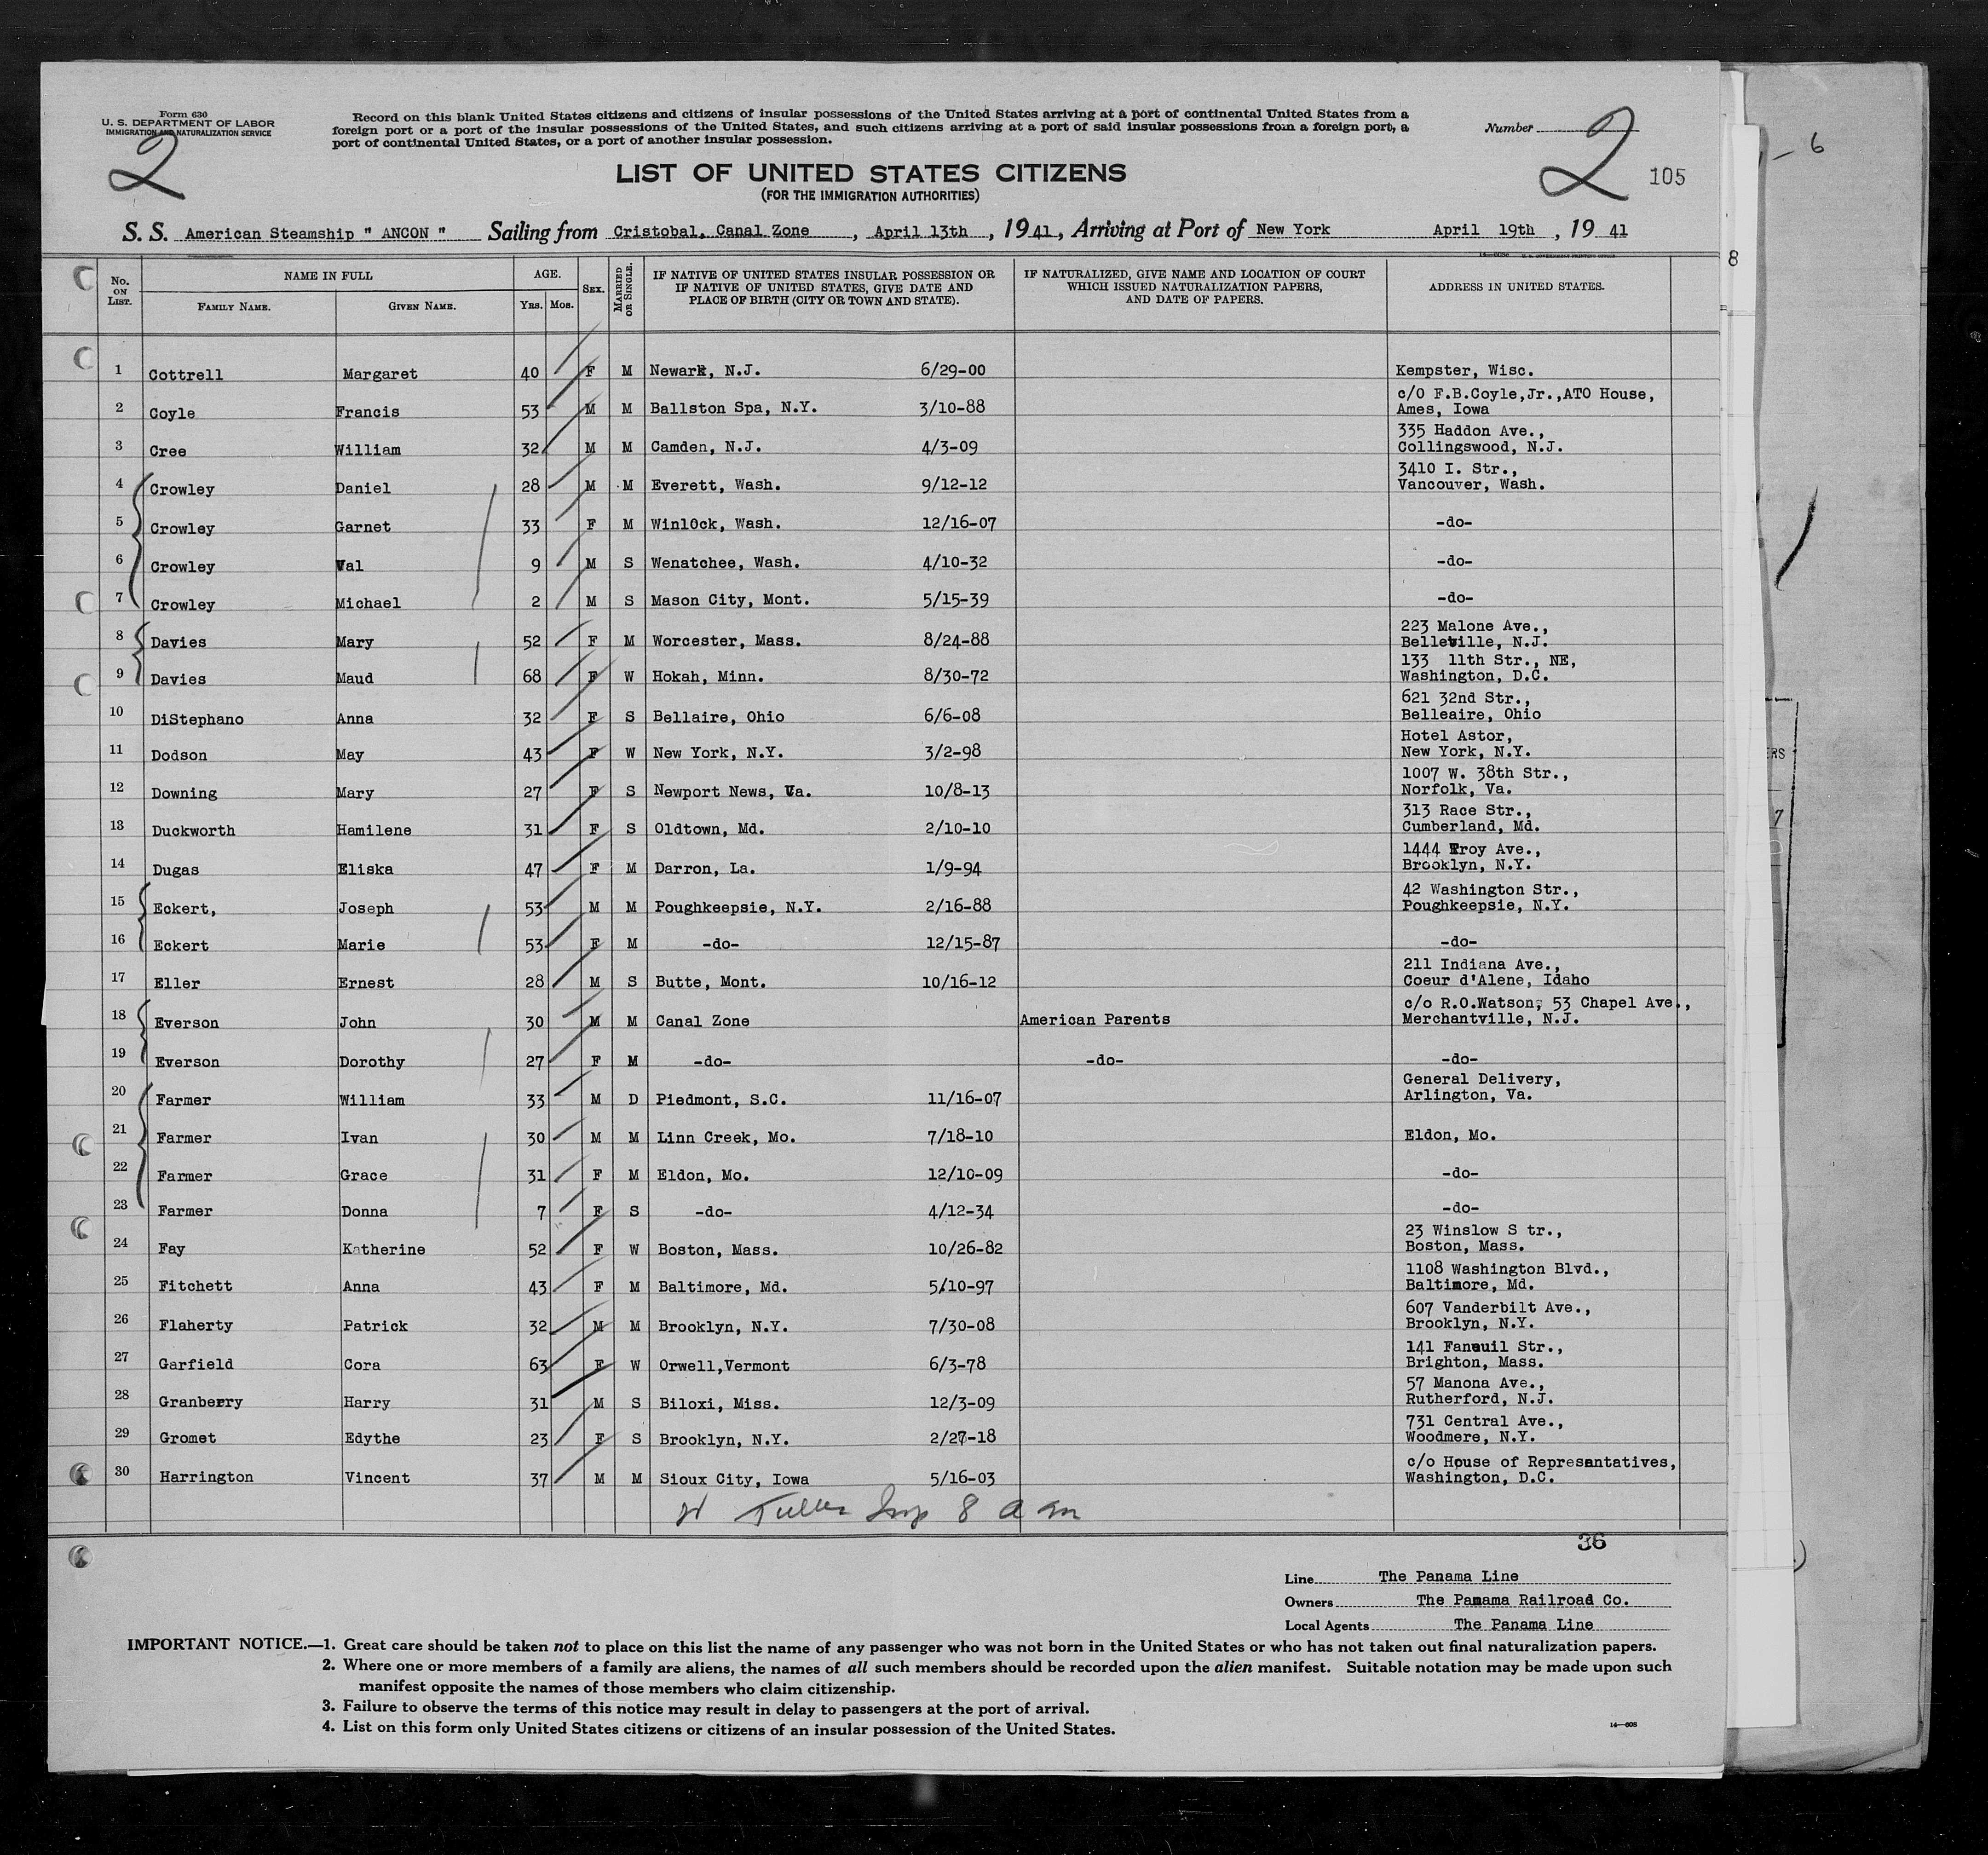 Form 630
U. S. DEPARTMENT OF LABOR
IMMIGRATION AND NATURALIZATION SERVICE
2
Record on this blank United States citizens and citizens of insular possessions of the United States arriving at a port of continental United States from a
foreign port or a port of the insular possessions of the United States, and such citizens arriving at a port of said insular possessions from a foreign port, a
port of continental United States, or a port of another insular possession.
Number 2
105
LIST OF UNITED STATES CITIZENS
(FOR THE IMMIGRATION AUTHORITIES)
S. S. American Steamship " ANCON " Sailing from Cristobal, Canal Zone , April 13th , 1941 , Arriving at Port of New York April 19th , 19 41
No. ON LIST. NAME IN FULL FAMILY NAME. GIVEN NAME. AGE. YRS. MOS. SEX. MARRIED OR SINGLE. IF NATIVE OF UNITED STATES INSULAR POSSESSION OR IF NATIVE OF UNITED STATES, GIVE DATE AND PLACE OF BIRTH (CITY OR TOWN AND STATE). IF NATURALIZED, GIVE NAME AND LOCATION OF COURT WHICH ISSUED NATURALIZATION PAPERS, AND DATE OF PAPERS. ADDRESS IN UNITED STATES.
1 Cottrell Margaret 40 F M Newark, N.J. 6/29-00 Kempster, Wisc.
2 Coyle Francis 53 M M Ballston Spa, N.Y. 3/10-88 c/o F.B.Coyle,Jr.,ATO House, Ames, Iowa
3 Cree William 32 M M Camden, N.J. 4/3-09 335 Haddon Ave., Collingswood, N.J.
4 Crowley Daniel 28 M M Everett, Wash. 9/12-12 3410 I. Str., Vancouver, Wash.
5 Crowley Garnet 33 F M Winl0ck, Wash. 12/16-07 -do-
6 Crowley Val 9 M S Wenatchee, Wash. 4/10-32 -do-
7 Crowley Michael 2 M S Mason City, Mont. 5/15-39 -do-
8 Davies Mary 52 F M Worcester, Mass. 8/24-88 223 Malone Ave., Belleville, N.J.
9 Davies Maud 68 F W Hokah, Minn. 8/30-72 133 11th Str., NE, Washington, D.C.
10 DiStephano Anna 32 F S Bellaire, Ohio 6/6-08 621 32nd Str., Belleaire, Ohio
11 Dodson May 43 F W New York, N.Y. 3/2-98 Hotel Astor, New York, N.Y.
12 Downing Mary 27 F S Newport News, Va. 10/8-13 1007 W. 38th Str., Norfolk, Va.
13 Duckworth Hamilene 31 F S Oldtown, Md. 2/10-10 313 Race Str., Cumberland, Md.
14 Dugas Eliska 47 F M Darron, La. 1/9-94 1444 Troy Ave., Brooklyn, N.Y.
15 Eckert, Joseph 53 M M Poughkeepsie, N.Y. 2/16-88 42 Washington Str., Poughkeepsie, N.Y.
16 Eckert Marie 53 F M -do- 12/15-87 -do-
17 Eller Ernest 28 M S Butte, Mont. 10/16-12 211 Indiana Ave., Coeur d'Alene, Idaho
18 Everson John 30 M M Canal Zone American Parents c/o R.O.Watson, 53 Chapel Ave., Merchantville, N.J.
19 Everson Dorothy 27 F M -do- -do- -do-
20 Farmer William 33 M D Piedmont, S.C. 11/16-07 General Delivery, Arlington, Va.
21 Farmer Ivan 30 M M Linn Creek, Mo. 7/18-10 Eldon, Mo.
22 Farmer Grace 31 F M Eldon, Mo. 12/10-09 -do-
23 Farmer Donna 7 F S -do- 4/12-34 -do-
24 Fay Katherine 52 F W Boston, Mass. 10/26-82 23 Winslow S tr., Boston, Mass.
25 Fitchett Anna 43 F M Baltimore, Md. 5/10-97 1108 Washington Blvd., Baltimore, Md.
26 Flaherty Patrick 32 M M Brooklyn, N.Y. 7/30-08 607 Vanderbilt Ave., Brooklyn, N.Y.
27 Garfield Cora 63 F W Orwell,Vermont 6/3-78 141 Faneuil Str., Brighton, Mass.
28 Granberry Harry 31 M S Biloxi, Miss. 12/3-09 57 Manona Ave., Rutherford, N.J.
29 Gromet Edythe 23 F S Brooklyn, N.Y. 2/27-18 731 Central Ave., Woodmere, N.Y.
30 Harrington Vincent 37 M M Sioux City, Iowa 5/16-03 c/o House of Representatives, Washington, D.C.
Insp 8 am
36
Line The Panama Line
Owners The Panama Railroad Co.
Local Agents The Panama Line
IMPORTANT NOTICE.—1. Great care should be taken not to place on this list the name of any passenger who was not born in the United States or who has not taken out final naturalization papers.
2. Where one or more members of a family are aliens, the names of all such members should be recorded upon the alien manifest. Suitable notation may be made upon such
manifest opposite the names of those members who claim citizenship.
3. Failure to observe the terms of this notice may result in delay to passengers at the port of arrival.
4. List on this form only United States citizens or citizens of an insular possession of the United States.
14—608